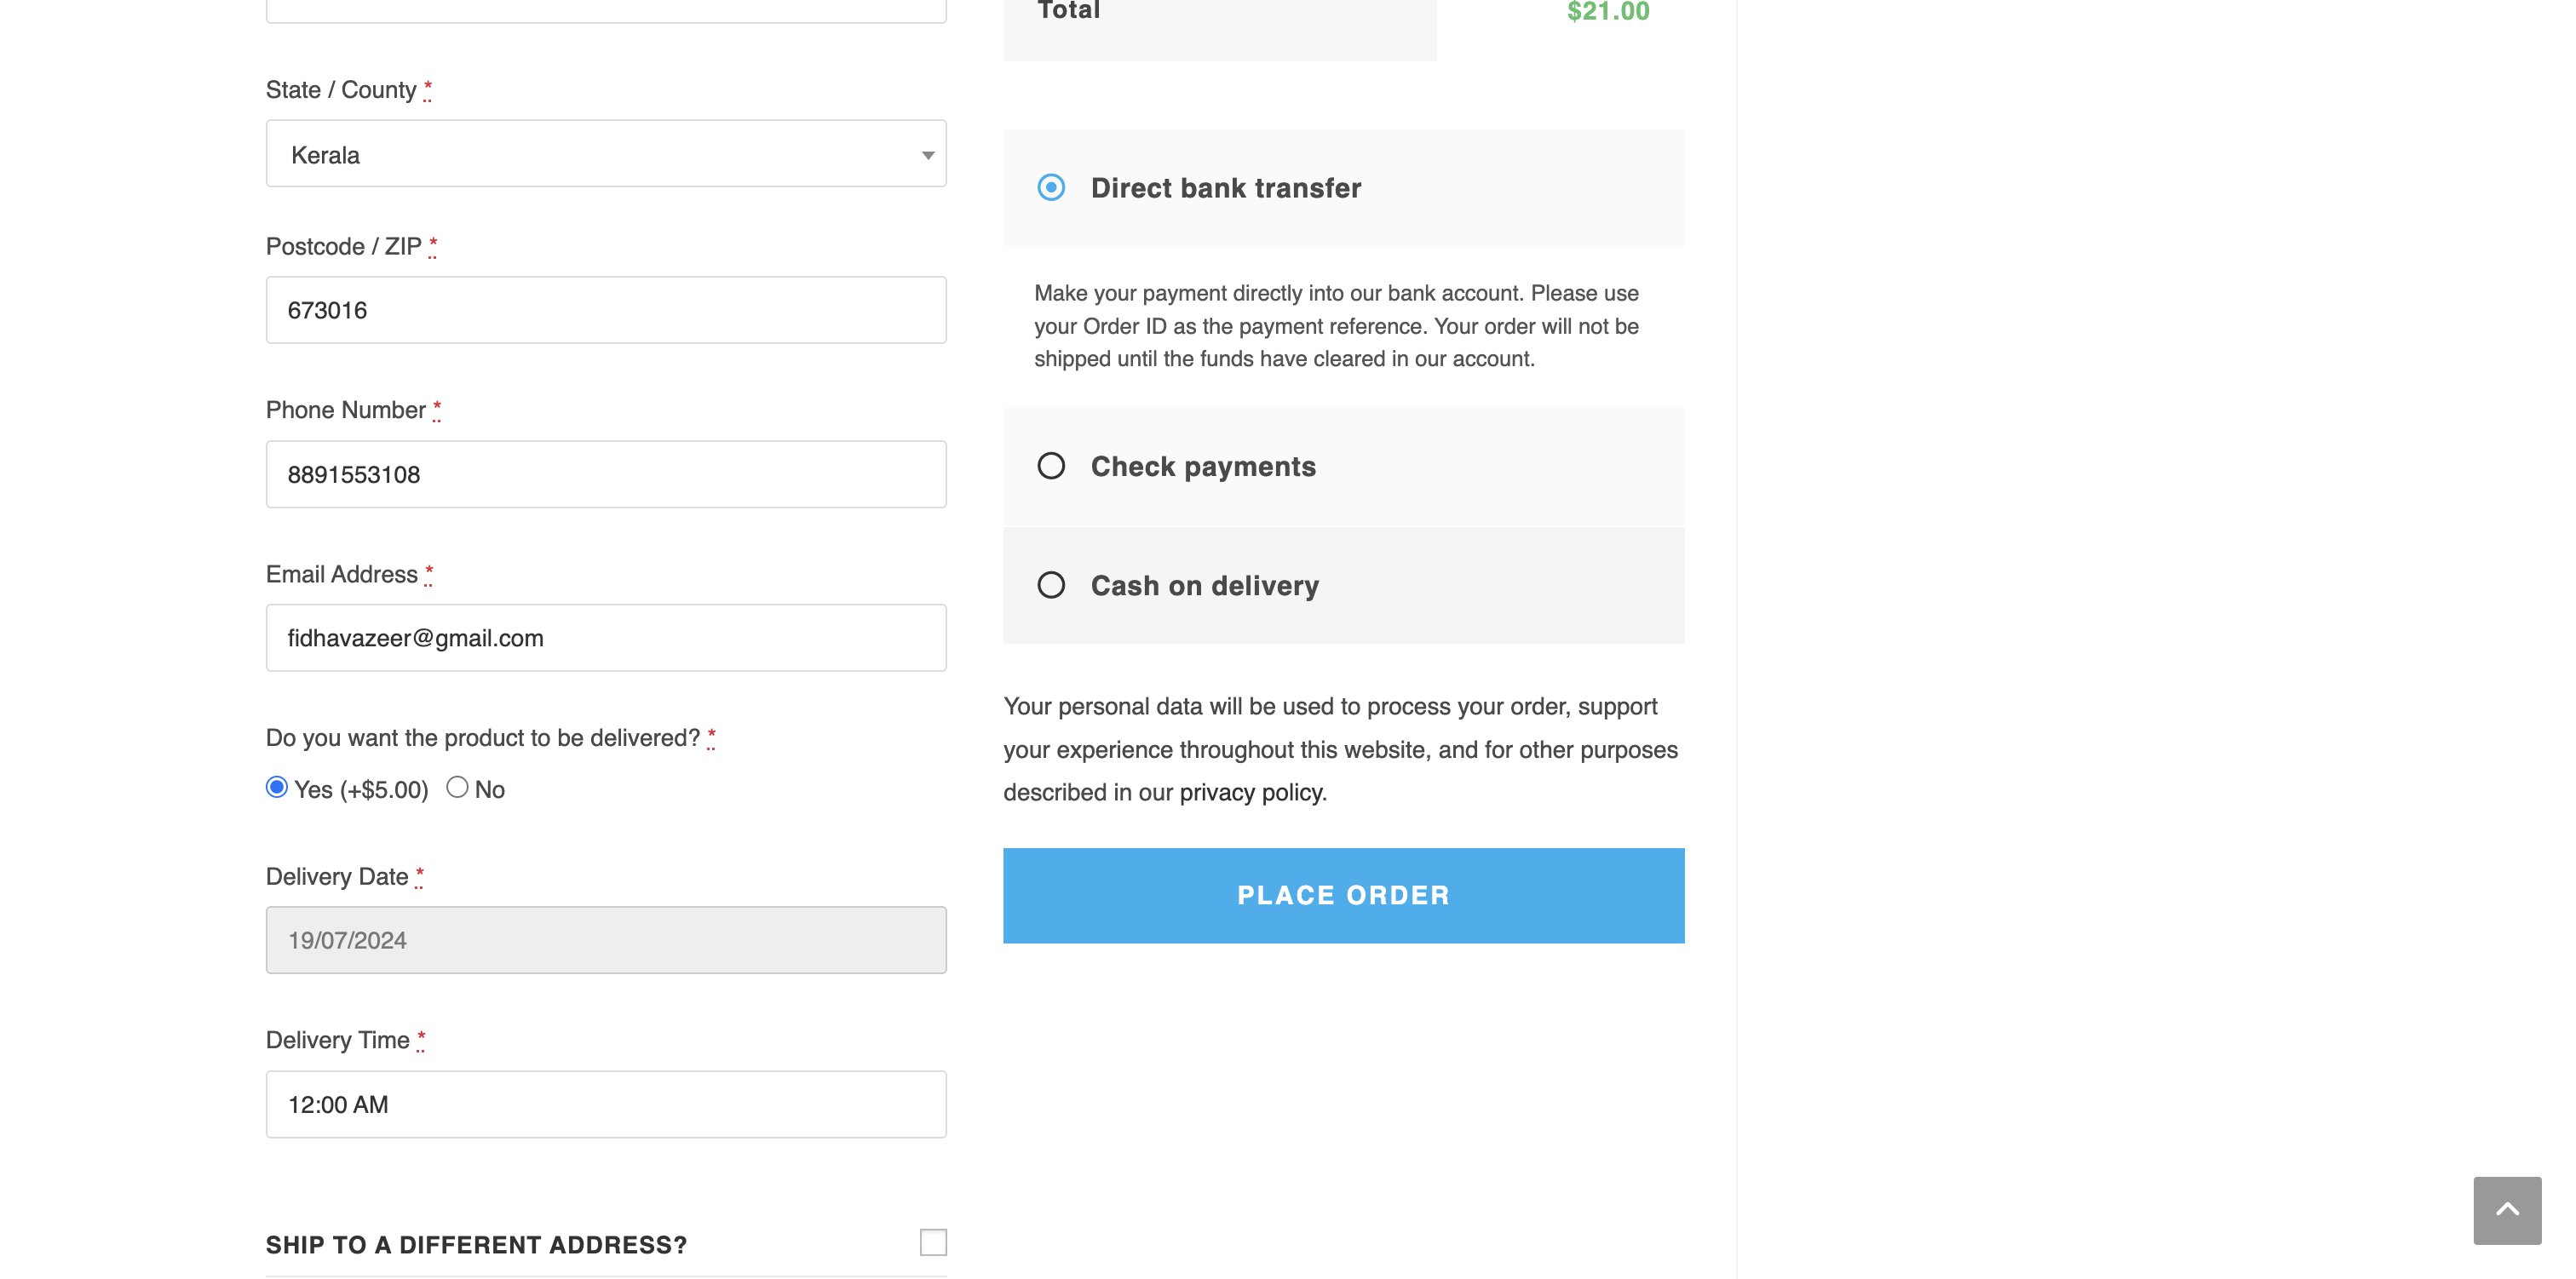 State / County *
Kerala
Postcode / ZIP *
673016
Phone Number *
8891553108
Email Address *
fidhavazeer@gmail.com
Do you want the product to be delivered? *
Yes (+$5.00) No
Delivery Date *
19/07/2024
Delivery Time *
12:00 AM
SHIP TO A DIFFERENT ADDRESS?
Total $21.00
Direct bank transfer
Make your payment directly into our bank account. Please use
your Order ID as the payment reference. Your order will not be
shipped until the funds have cleared in our account.
Check payments
Cash on delivery
Your personal data will be used to process your order, support
your experience throughout this website, and for other purposes
described in our privacy policy.
PLACE ORDER